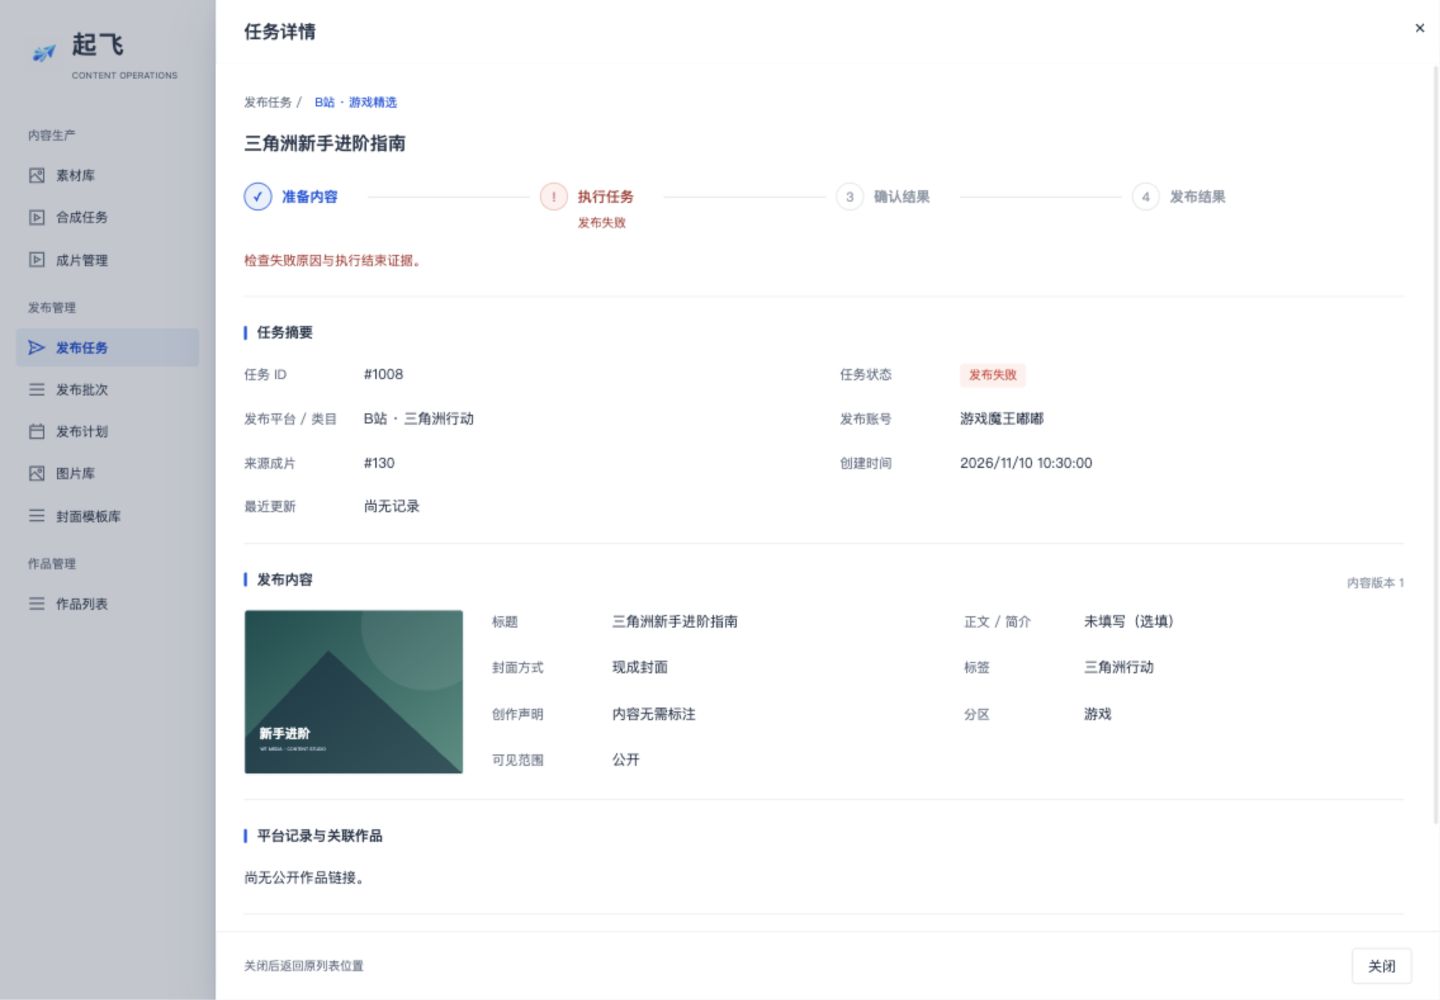 起飞
CONTENT OPERATIONS
内容生产
素材库
合成任务
成片管理
发布管理
发布任务
发布批次
发布计划
图片库
封面模板库
作品管理
作品列表
任务详情
×
发布任务 / B站 · 游戏精选
三角洲新手进阶指南
✓ 准备内容
! 执行任务
发布失败
3 确认结果
4 发布结果
检查失败原因与执行结束证据。
任务摘要
任务 ID #1008
任务状态 发布失败
发布平台 / 类目 B站 · 三角洲行动
发布账号 游戏魔王嘟嘟
来源成片 #130
创建时间 2026/11/10 10:30:00
最近更新 尚无记录
发布内容
内容版本 1
新手进阶
标题 三角洲新手进阶指南
正文 / 简介 未填写（选填）
封面方式 现成封面
标签 三角洲行动
创作声明 内容无需标注
分区 游戏
可见范围 公开
平台记录与关联作品
尚无公开作品链接。
关闭后返回原列表位置
关闭